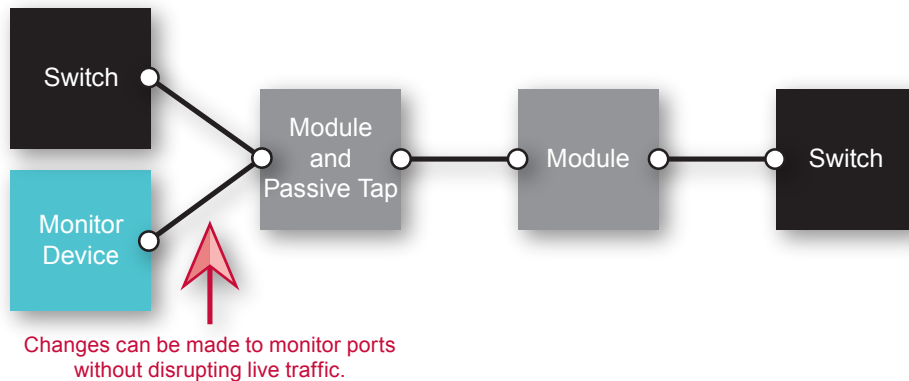 Switch
Module
and
Passive Tap
Module
Switch
Monitor
Device
Changes can be made to monitor ports
without disrupting live traffic.